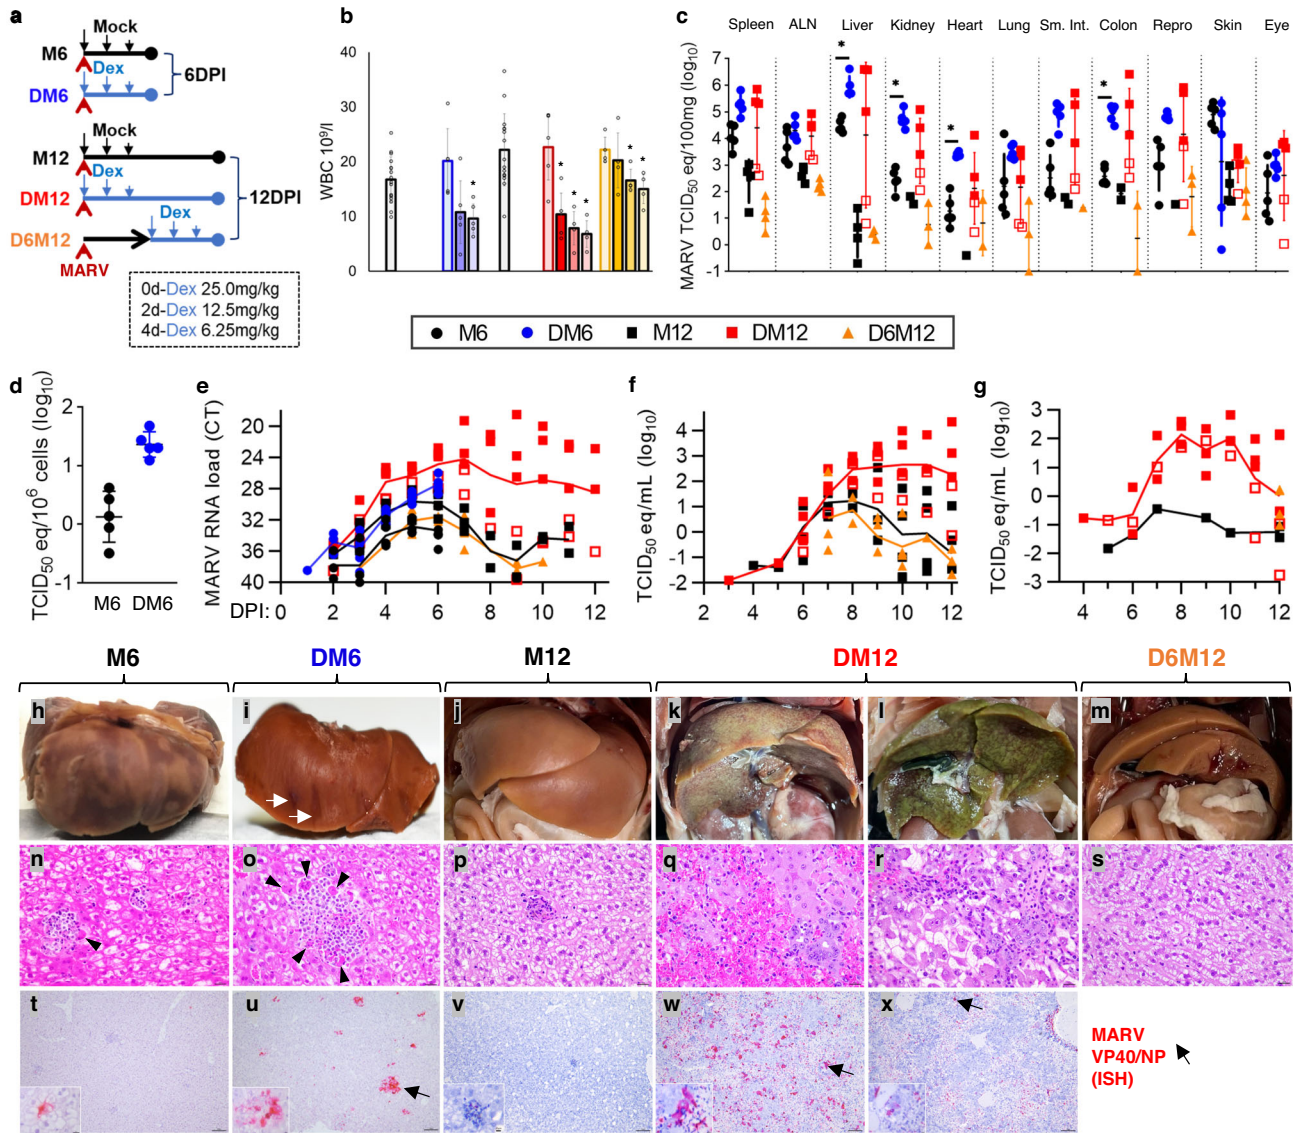 a
Mock
M6
Dex
6DPI
DM6
Mock
M12
Dex
DM12
12DPI
Dex
D6M12
MARV
0d-Dex 25.0mg/kg
2d-Dex 12.5mg/kg
4d-Dex 6.25mg/kg
b
WBC 10⁹/l
40
30
20
10
0
* * * * * *
c
Spleen ALN Liver Kidney Heart Lung Sm. Int. Colon Repro Skin Eye
MARV TCID₅₀ eq/100mg (log₁₀)
7
6
5
4
3
2
1
0
-1
* * * *
M6 DM6 M12 DM12 D6M12
d
TCID₅₀ eq/10⁶ cells (log₁₀)
2
1
0
-1
M6 DM6
e
MARV RNA load (CT)
20
24
28
32
36
40
DPI: 0 2 4 6 8 10 12
f
TCID₅₀ eq/mL (log₁₀)
4
3
2
1
0
-1
-2
2 4 6 8 10 12
g
TCID₅₀ eq/mL (log₁₀)
3
2
1
0
-1
-2
-3
4 6 8 10 12
M6 DM6 M12 DM12 D6M12
h i j k l m
n o p q r s
t u v w x
MARV
VP40/NP
(ISH)